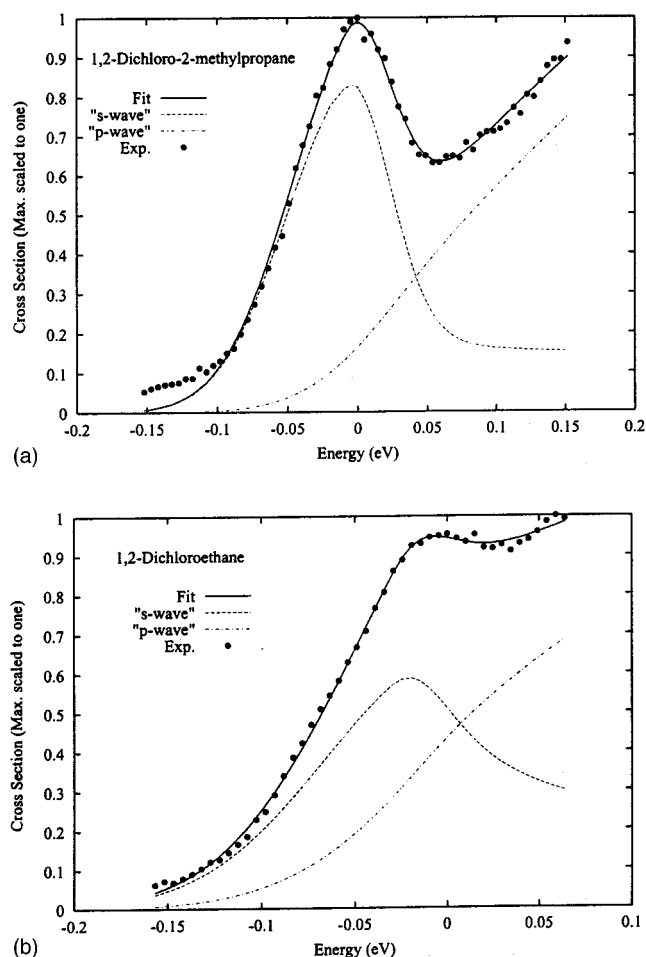 1
0.9
0.8
0.7
0.6
0.5
0.4
0.3
0.2
0.1
0
Cross Section (Max. scaled to one)
1,2-Dichloro-2-methylpropane
Fit
"s-wave"
"p-wave"
Exp.
-0.2 -0.15 -0.1 -0.05 0 0.05 0.1 0.15 0.2
Energy (eV)
(a)
1
0.9
0.8
0.7
0.6
0.5
0.4
0.3
0.2
0.1
0
Cross Section (Max. scaled to one)
1,2-Dichloroethane
Fit
"s-wave"
"p-wave"
Exp.
-0.2 -0.15 -0.1 -0.05 0 0.05 0.1
Energy (eV)
(b)